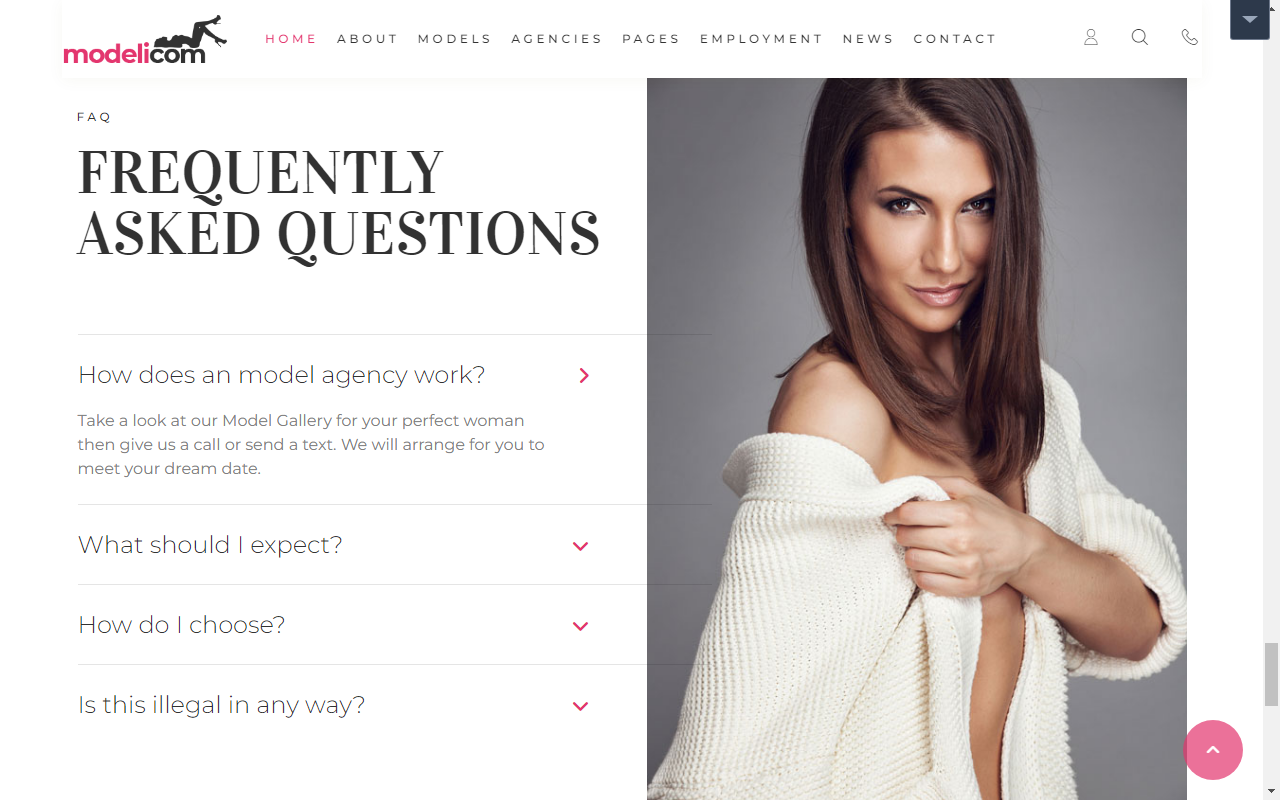 modelicom
HOME ABOUT MODELS AGENCIES PAGES EMPLOYMENT NEWS CONTACT
FAQ
FREQUENTLY
ASKED QUESTIONS
How does an model agency work?
Take a look at our Model Gallery for your perfect woman
then give us a call or send a text. We will arrange for you to
meet your dream date.
What should I expect?
How do I choose?
Is this illegal in any way?